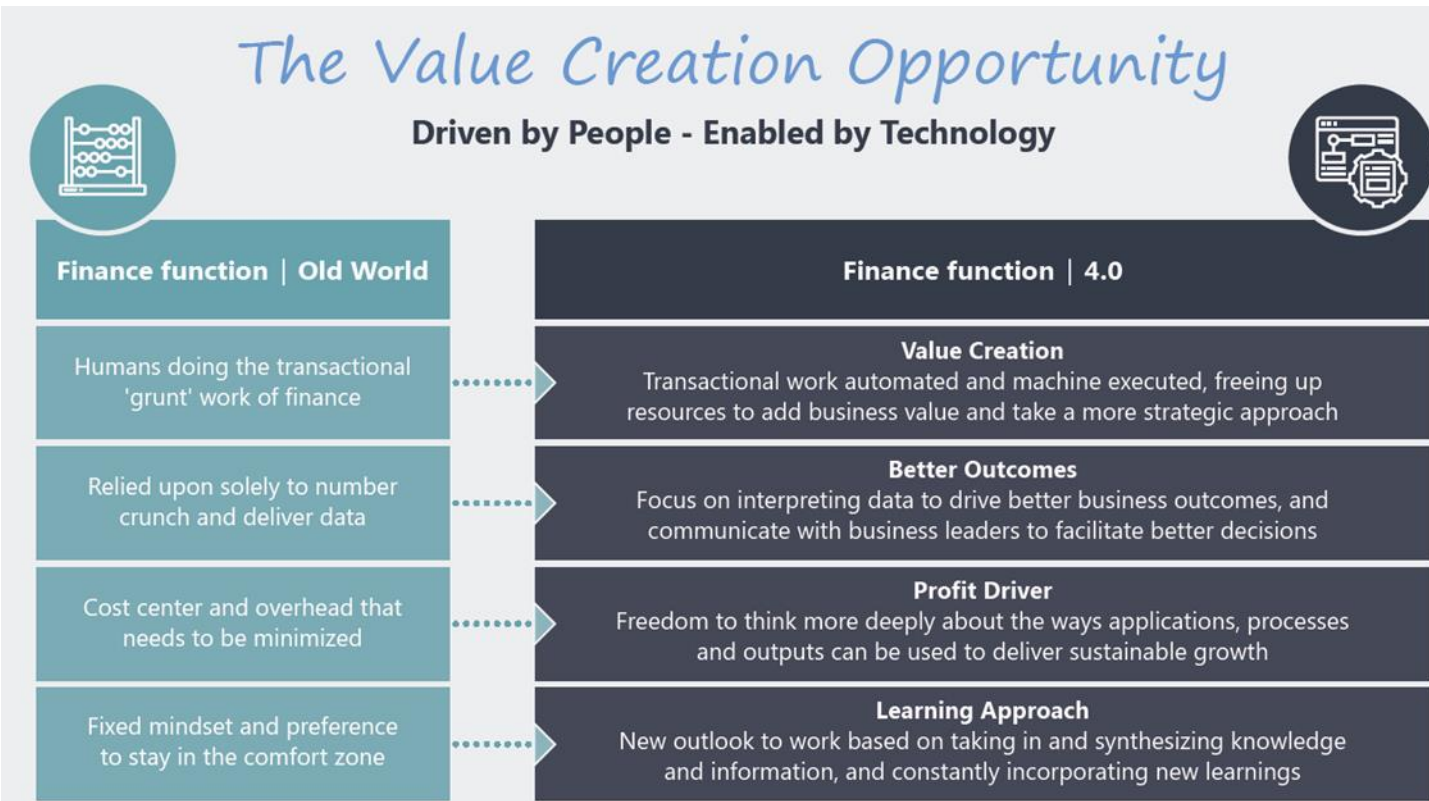 The Value Creation Opportunity
Driven by People - Enabled by Technology
Finance function | Old World
Finance function | 4.0
Humans doing the transactional
'grunt' work of finance
Value Creation
Transactional work automated and machine executed, freeing up
resources to add business value and take a more strategic approach
Relied upon solely to number
crunch and deliver data
Better Outcomes
Focus on interpreting data to drive better business outcomes, and
communicate with business leaders to facilitate better decisions
Cost center and overhead that
needs to be minimized
Profit Driver
Freedom to think more deeply about the ways applications, processes
and outputs can be used to deliver sustainable growth
Fixed mindset and preference
to stay in the comfort zone
Learning Approach
New outlook to work based on taking in and synthesizing knowledge
and information, and constantly incorporating new learnings